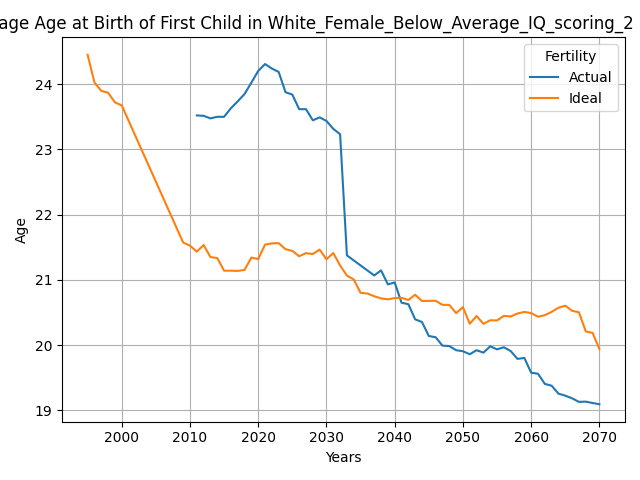 age Age at Birth of First Child in White_Female_Below_Average_IQ_scoring_2
Fertility
Actual
Ideal
24
23
22
21
20
19
Age
2000 2010 2020 2030 2040 2050 2060 2070
Years